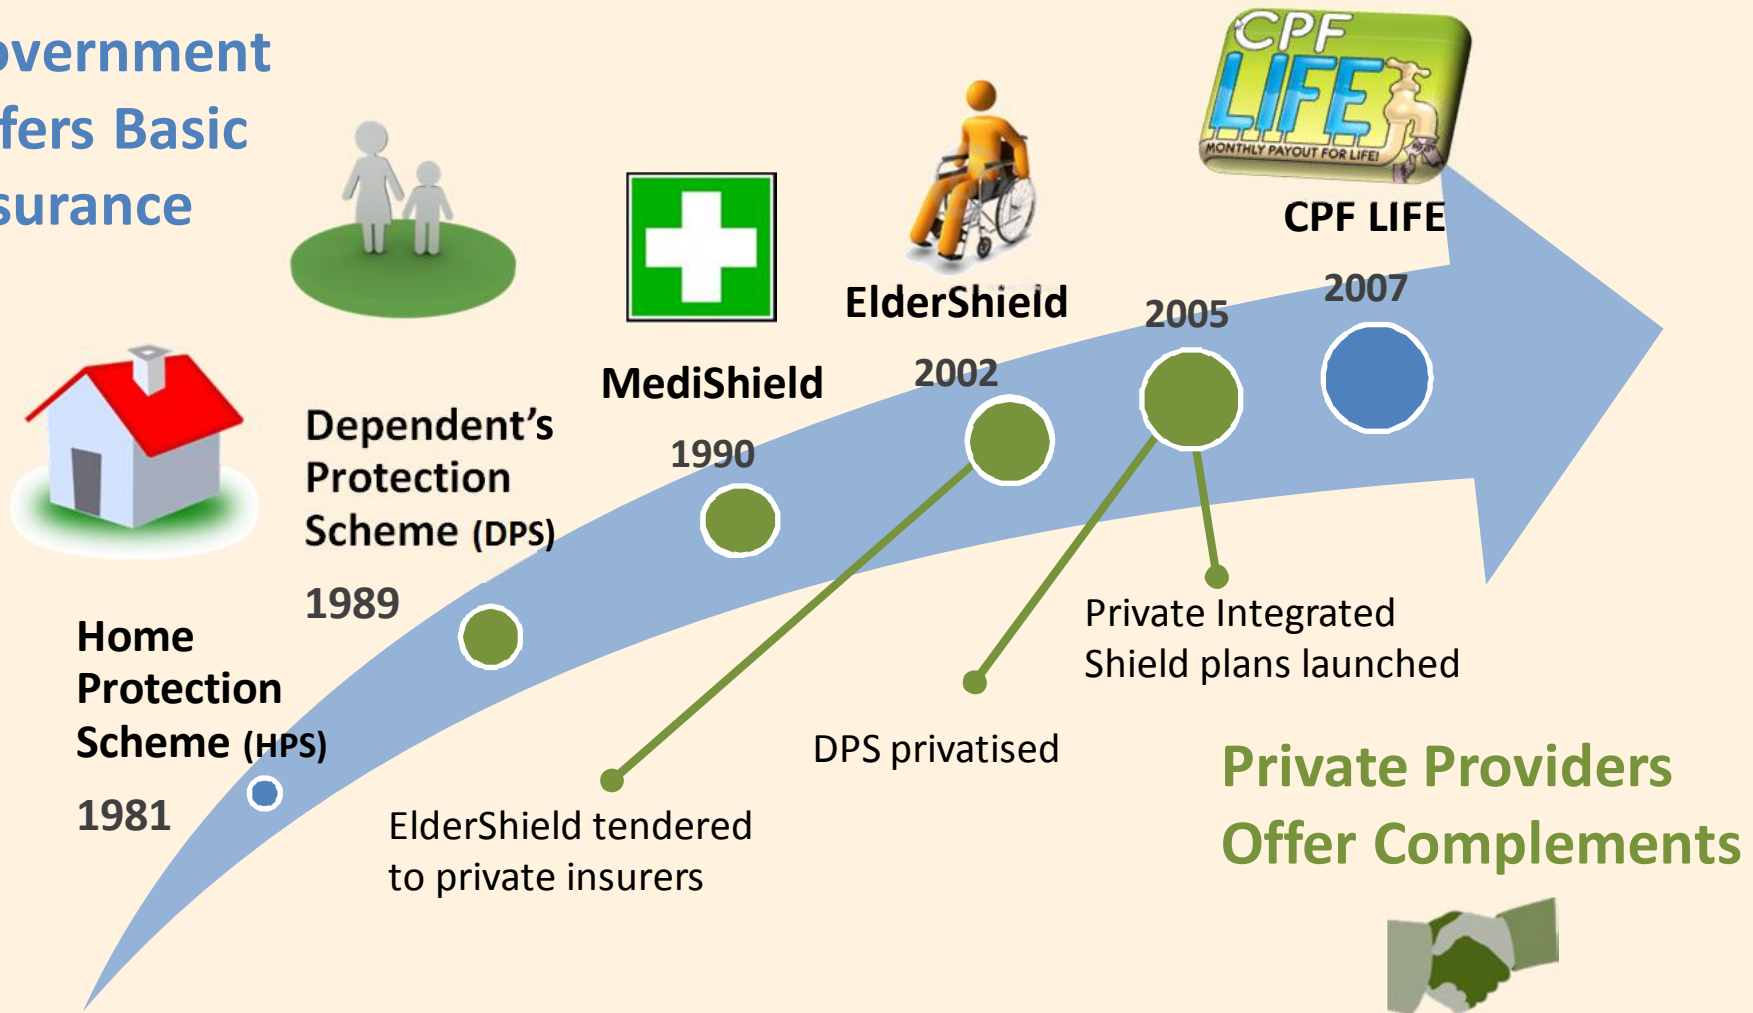 overnment
fers Basic
surance
CPF
LIFE
MONTHLY PAYOUT FOR LIFE!
CPF LIFE
2007
2005
ElderShield
2002
MediShield
1990
Dependent's
Protection
Scheme (DPS)
1989
Home
Protection
Scheme (HPS)
1981
Private Integrated
Shield plans launched
DPS privatised
ElderShield tendered
to private insurers
Private Providers
Offer Complements